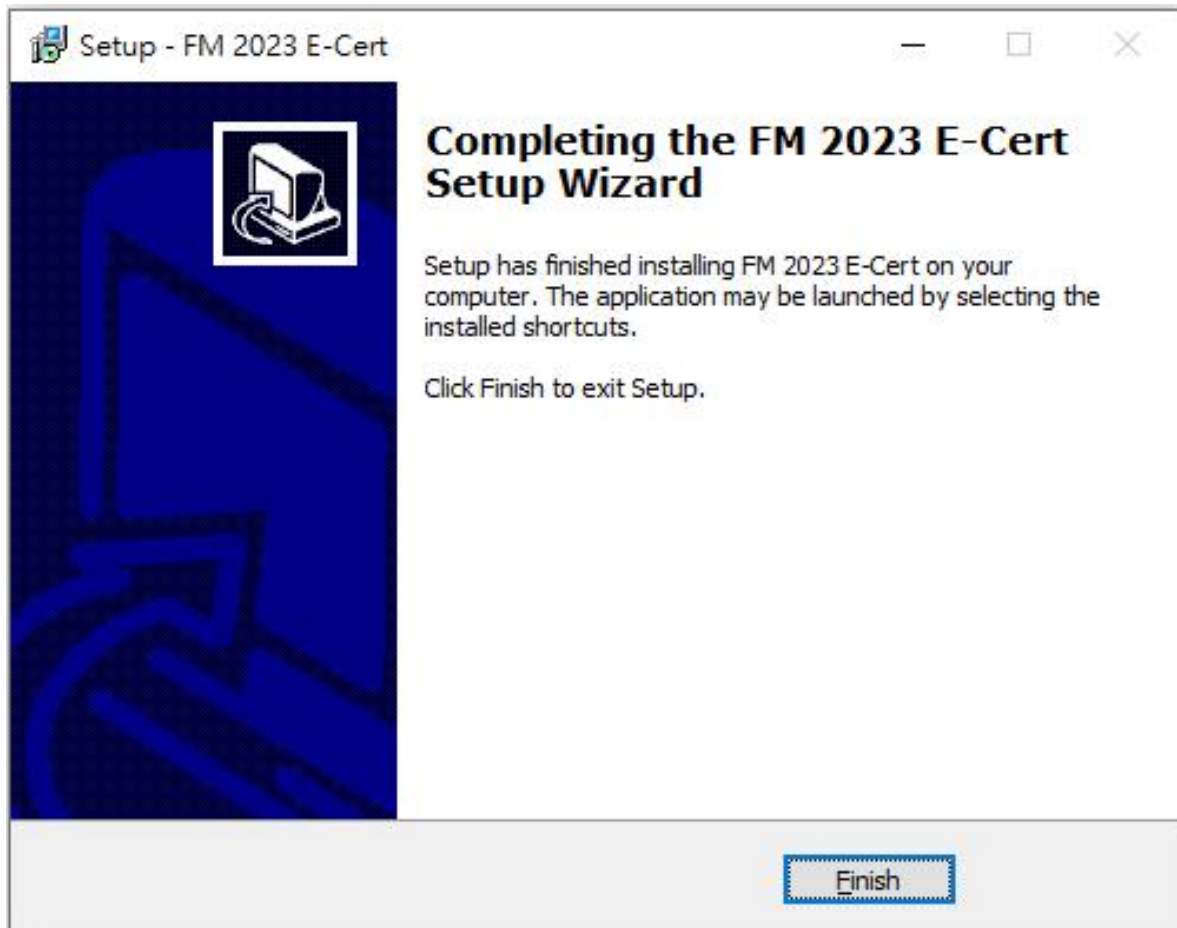 Setup - FM 2023 E-Cert
Completing the FM 2023 E-Cert
Setup Wizard
Setup has finished installing FM 2023 E-Cert on your
computer. The application may be launched by selecting the
installed shortcuts.
Click Finish to exit Setup.
Finish